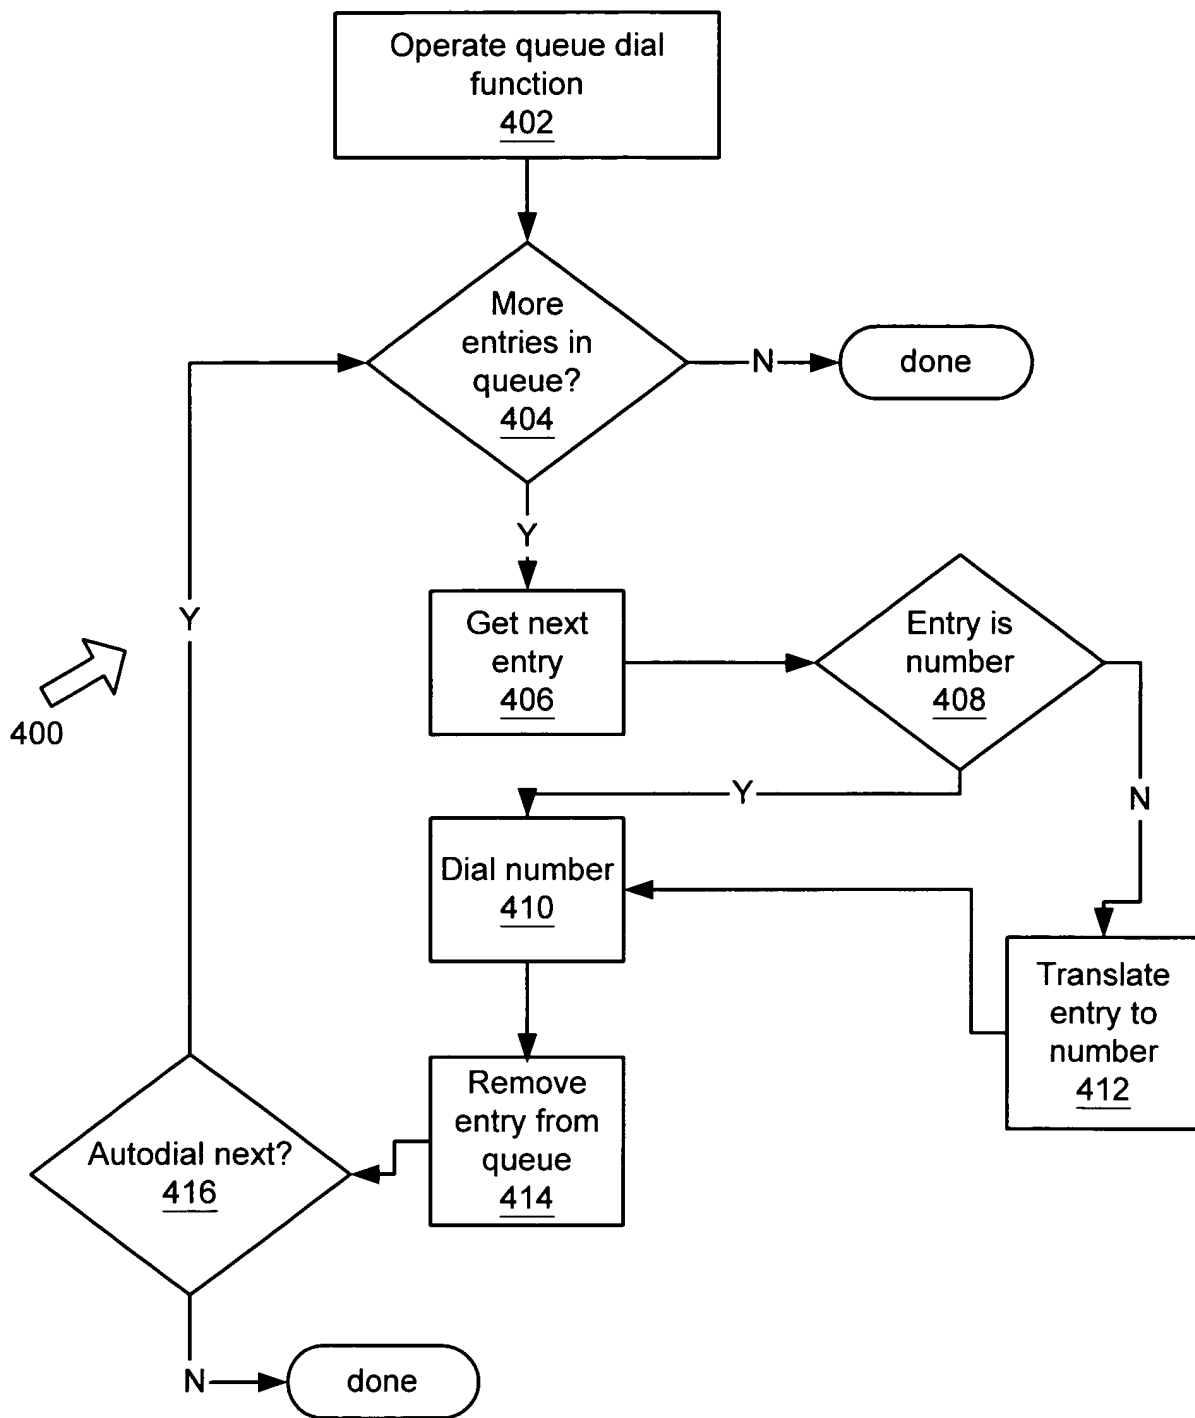 Operate queue dial
function
402
More
entries in
queue?
404
N
done
Y
Get next
entry
406
Entry is
number
408
Y
400
Y
N
Dial number
410
Translate
entry to
number
412
Remove
entry from
queue
414
Autodial next?
416
N
done